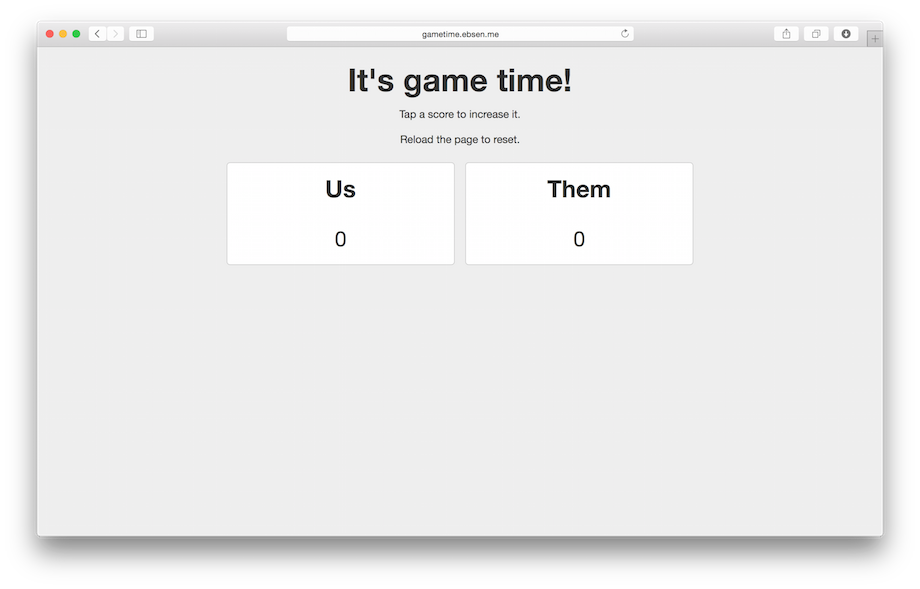 gametime.ebsen.me
It's game time!
Tap a score to increase it.
Reload the page to reset.
Us
Them
0
0